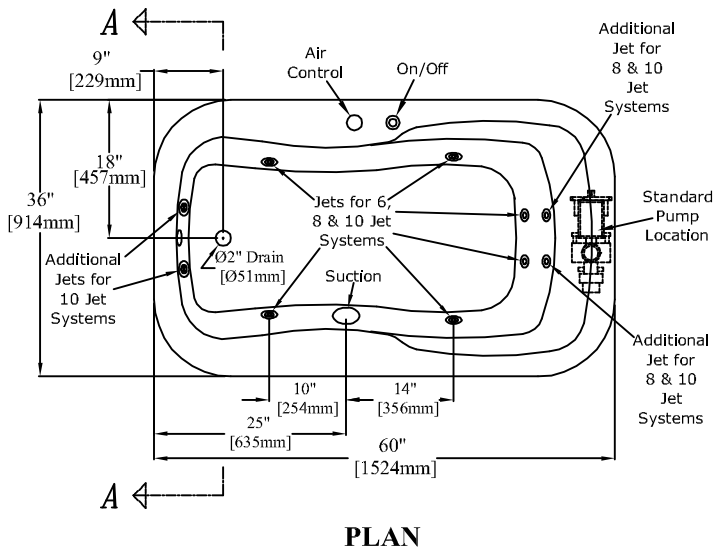 A
9"
[229mm]
Air
Control
On/Off
Additional
Jet for
8 & 10
Jet
Systems
18"
[457mm]
36"
[914mm]
Jets for 6,
8 & 10 Jet
Systems
Standard
Pump
Location
Ø2" Drain
[Ø51mm]
Additional
Jets for
10 Jet
Systems
Suction
Additional
Jet for
8 & 10
Jet
Systems
10"
[254mm]
14"
[356mm]
25"
[635mm]
60"
[1524mm]
A
PLAN